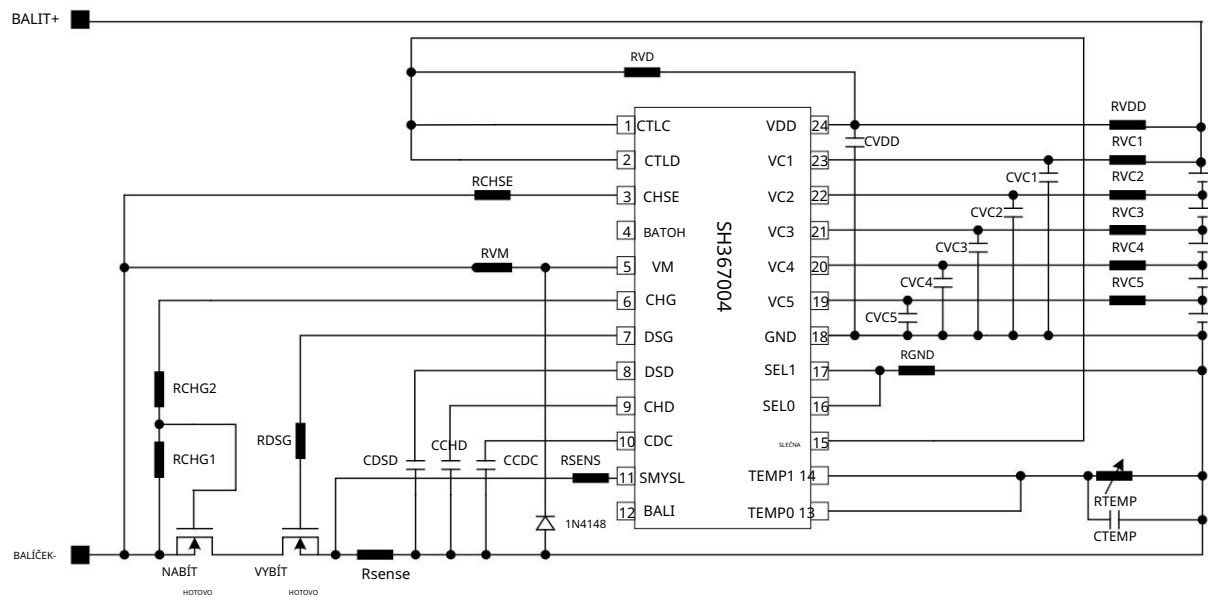 BALIT+
RVD
1 CTLC VDD 24
CVDD
RVDD
2 CTLD VC1 23
RVC1
RCHSE
CVC1
3 CHSE VC2 22
RVC2
CVC2
4 BATOH VC3 21
RVC3
RVM
CVC3
5 VM VC4 20
RVC4
CVC4
6 CHG VC5 19
RVC5
CVC5
SH367004
7 DSG GND 18
RGND
8 DSD SEL1 17
RCHG2
9 CHD SEL0 16
RDSG
CCHD
10 CDC SLEČNA 15
RCHG1
CDSD
CCDC
RSENS
11 SMYSL TEMP1 14
RTEMP
12 BALI TEMP0 13
1N4148
CTEMP
BALÍČEK-
NABÍT
VYBÍT
Rsense
HOTOVO
HOTOVO